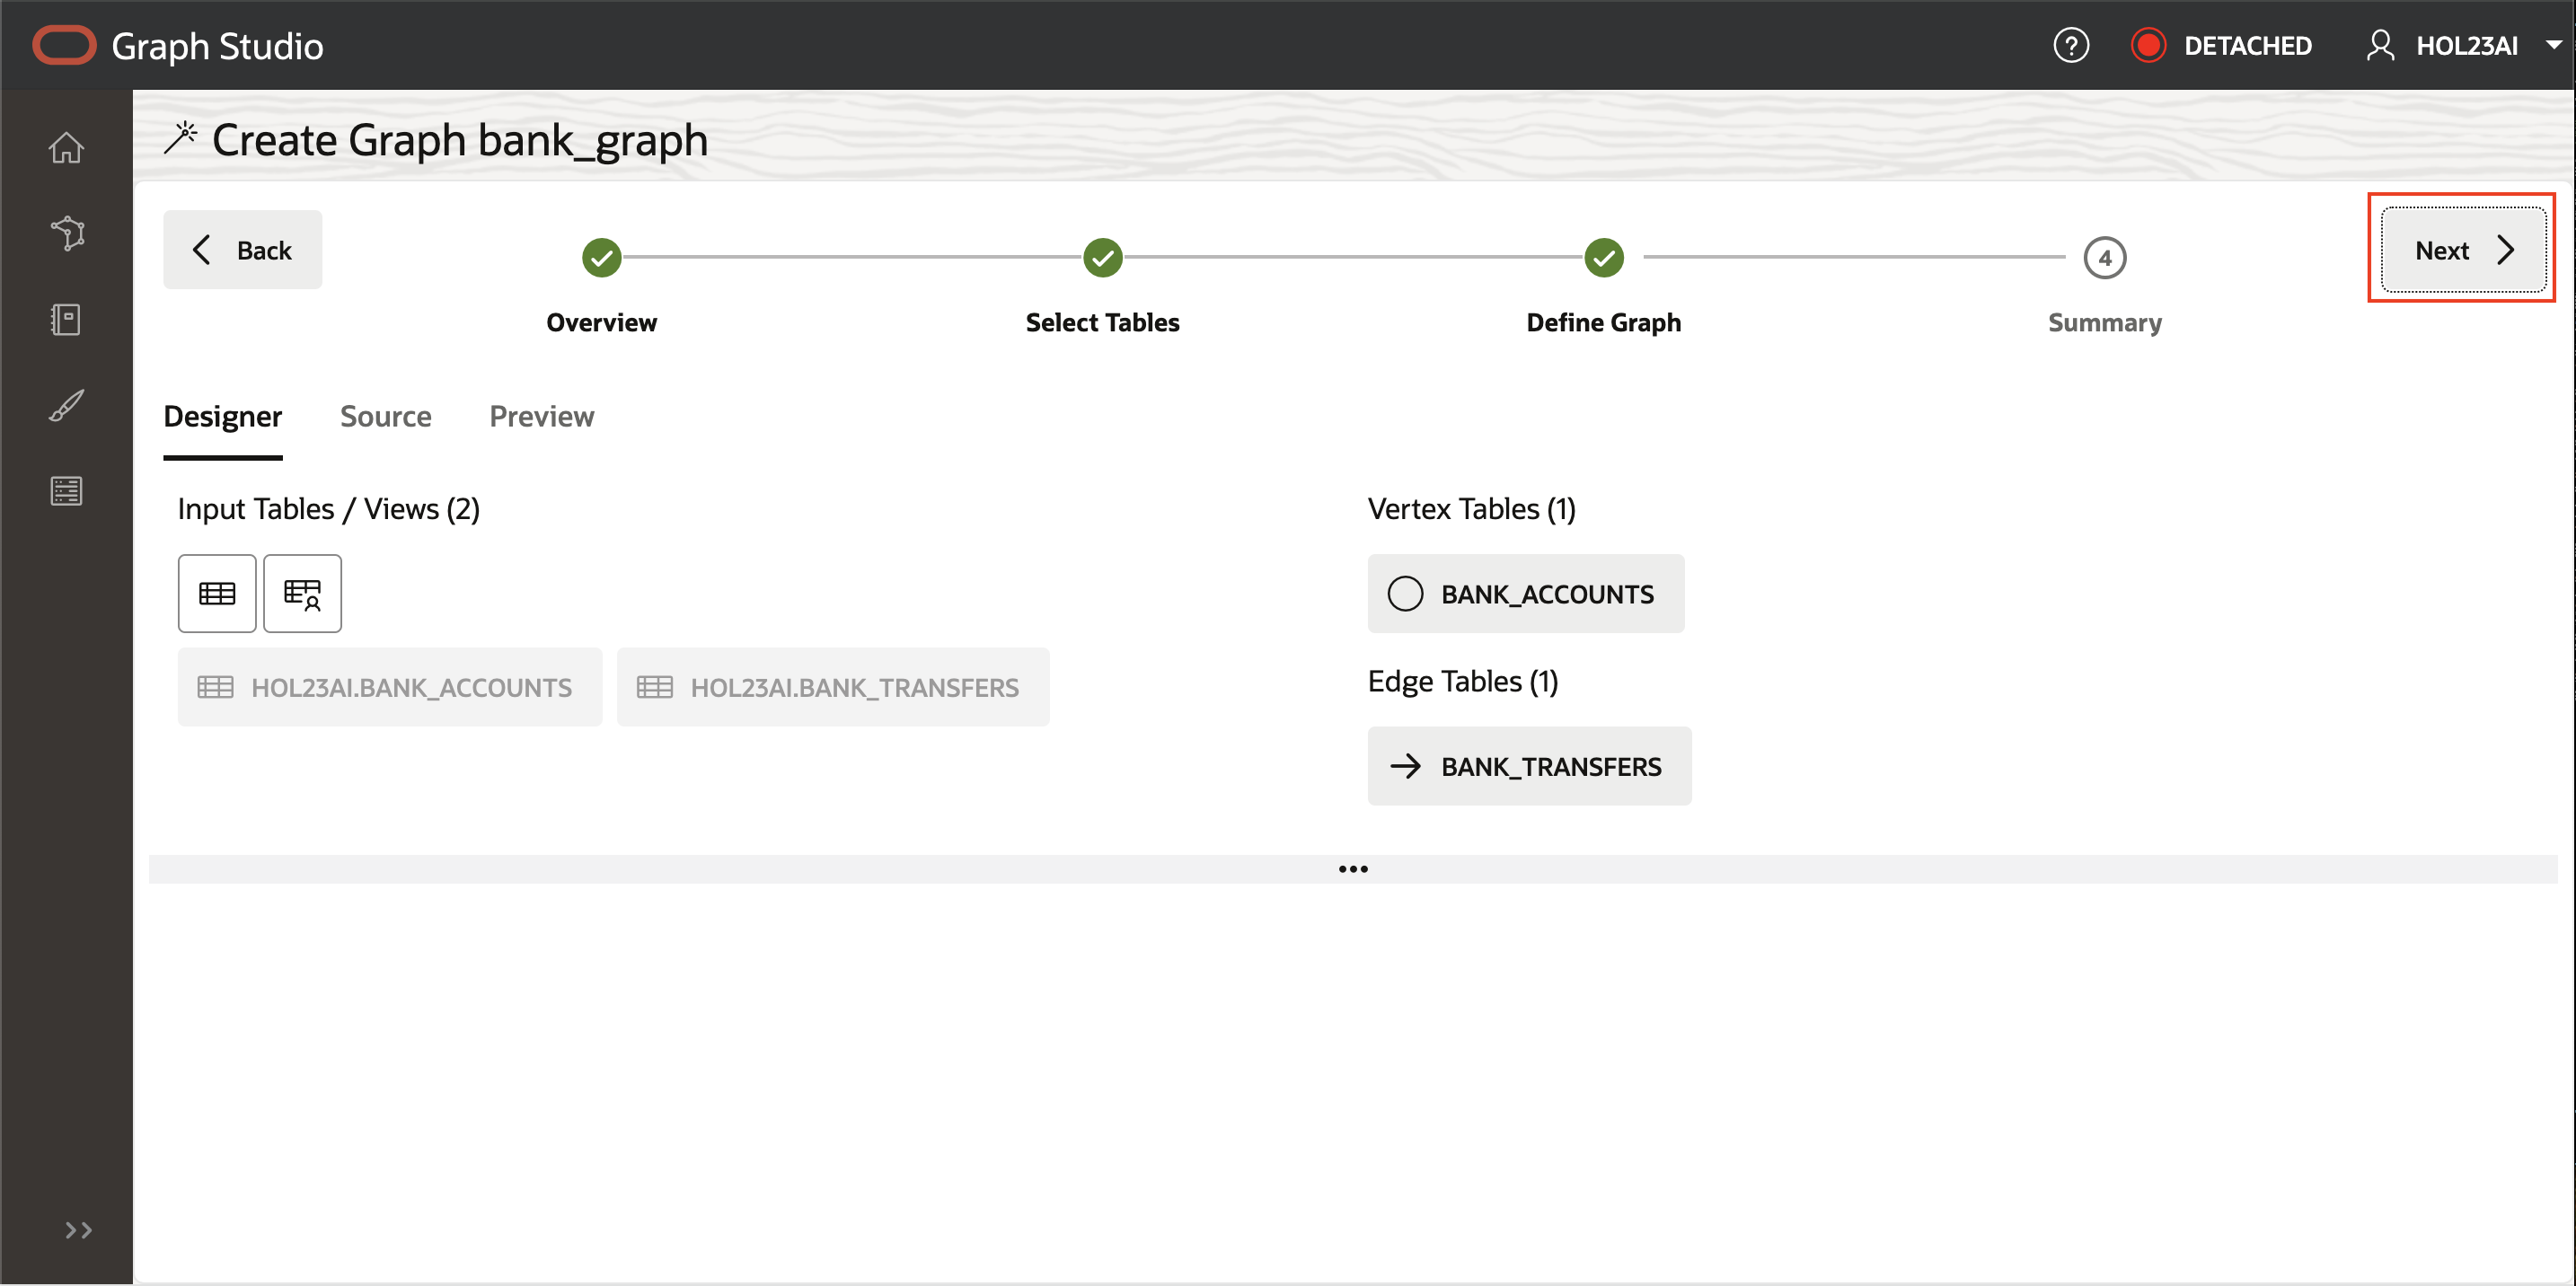 Graph Studio
DETACHED
HOL23AI
Create Graph bank_graph
Back
4
Next
Overview
Select Tables
Define Graph
Summary
Designer
Source
Preview
Input Tables / Views (2)
Vertex Tables (1)
BANK_ACCOUNTS
HOL23AI.BANK_ACCOUNTS
HOL23AI.BANK_TRANSFERS
Edge Tables (1)
BANK_TRANSFERS